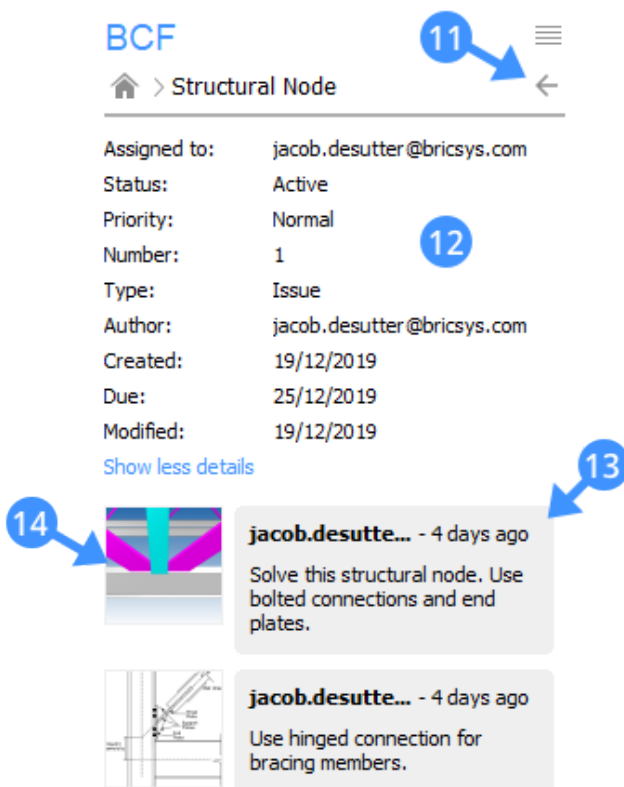 BCF
11
Structural Node
Assigned to: jacob.desutter@bricsys.com
Status: Active
Priority: Normal
12
Number: 1
Type: Issue
Author: jacob.desutter@bricsys.com
Created: 19/12/2019
Due: 25/12/2019
Modified: 19/12/2019
Show less details
13
14
jacob.desutte... - 4 days ago
Solve this structural node. Use
bolted connections and end
plates.
jacob.desutte... - 4 days ago
Use hinged connection for
bracing members.